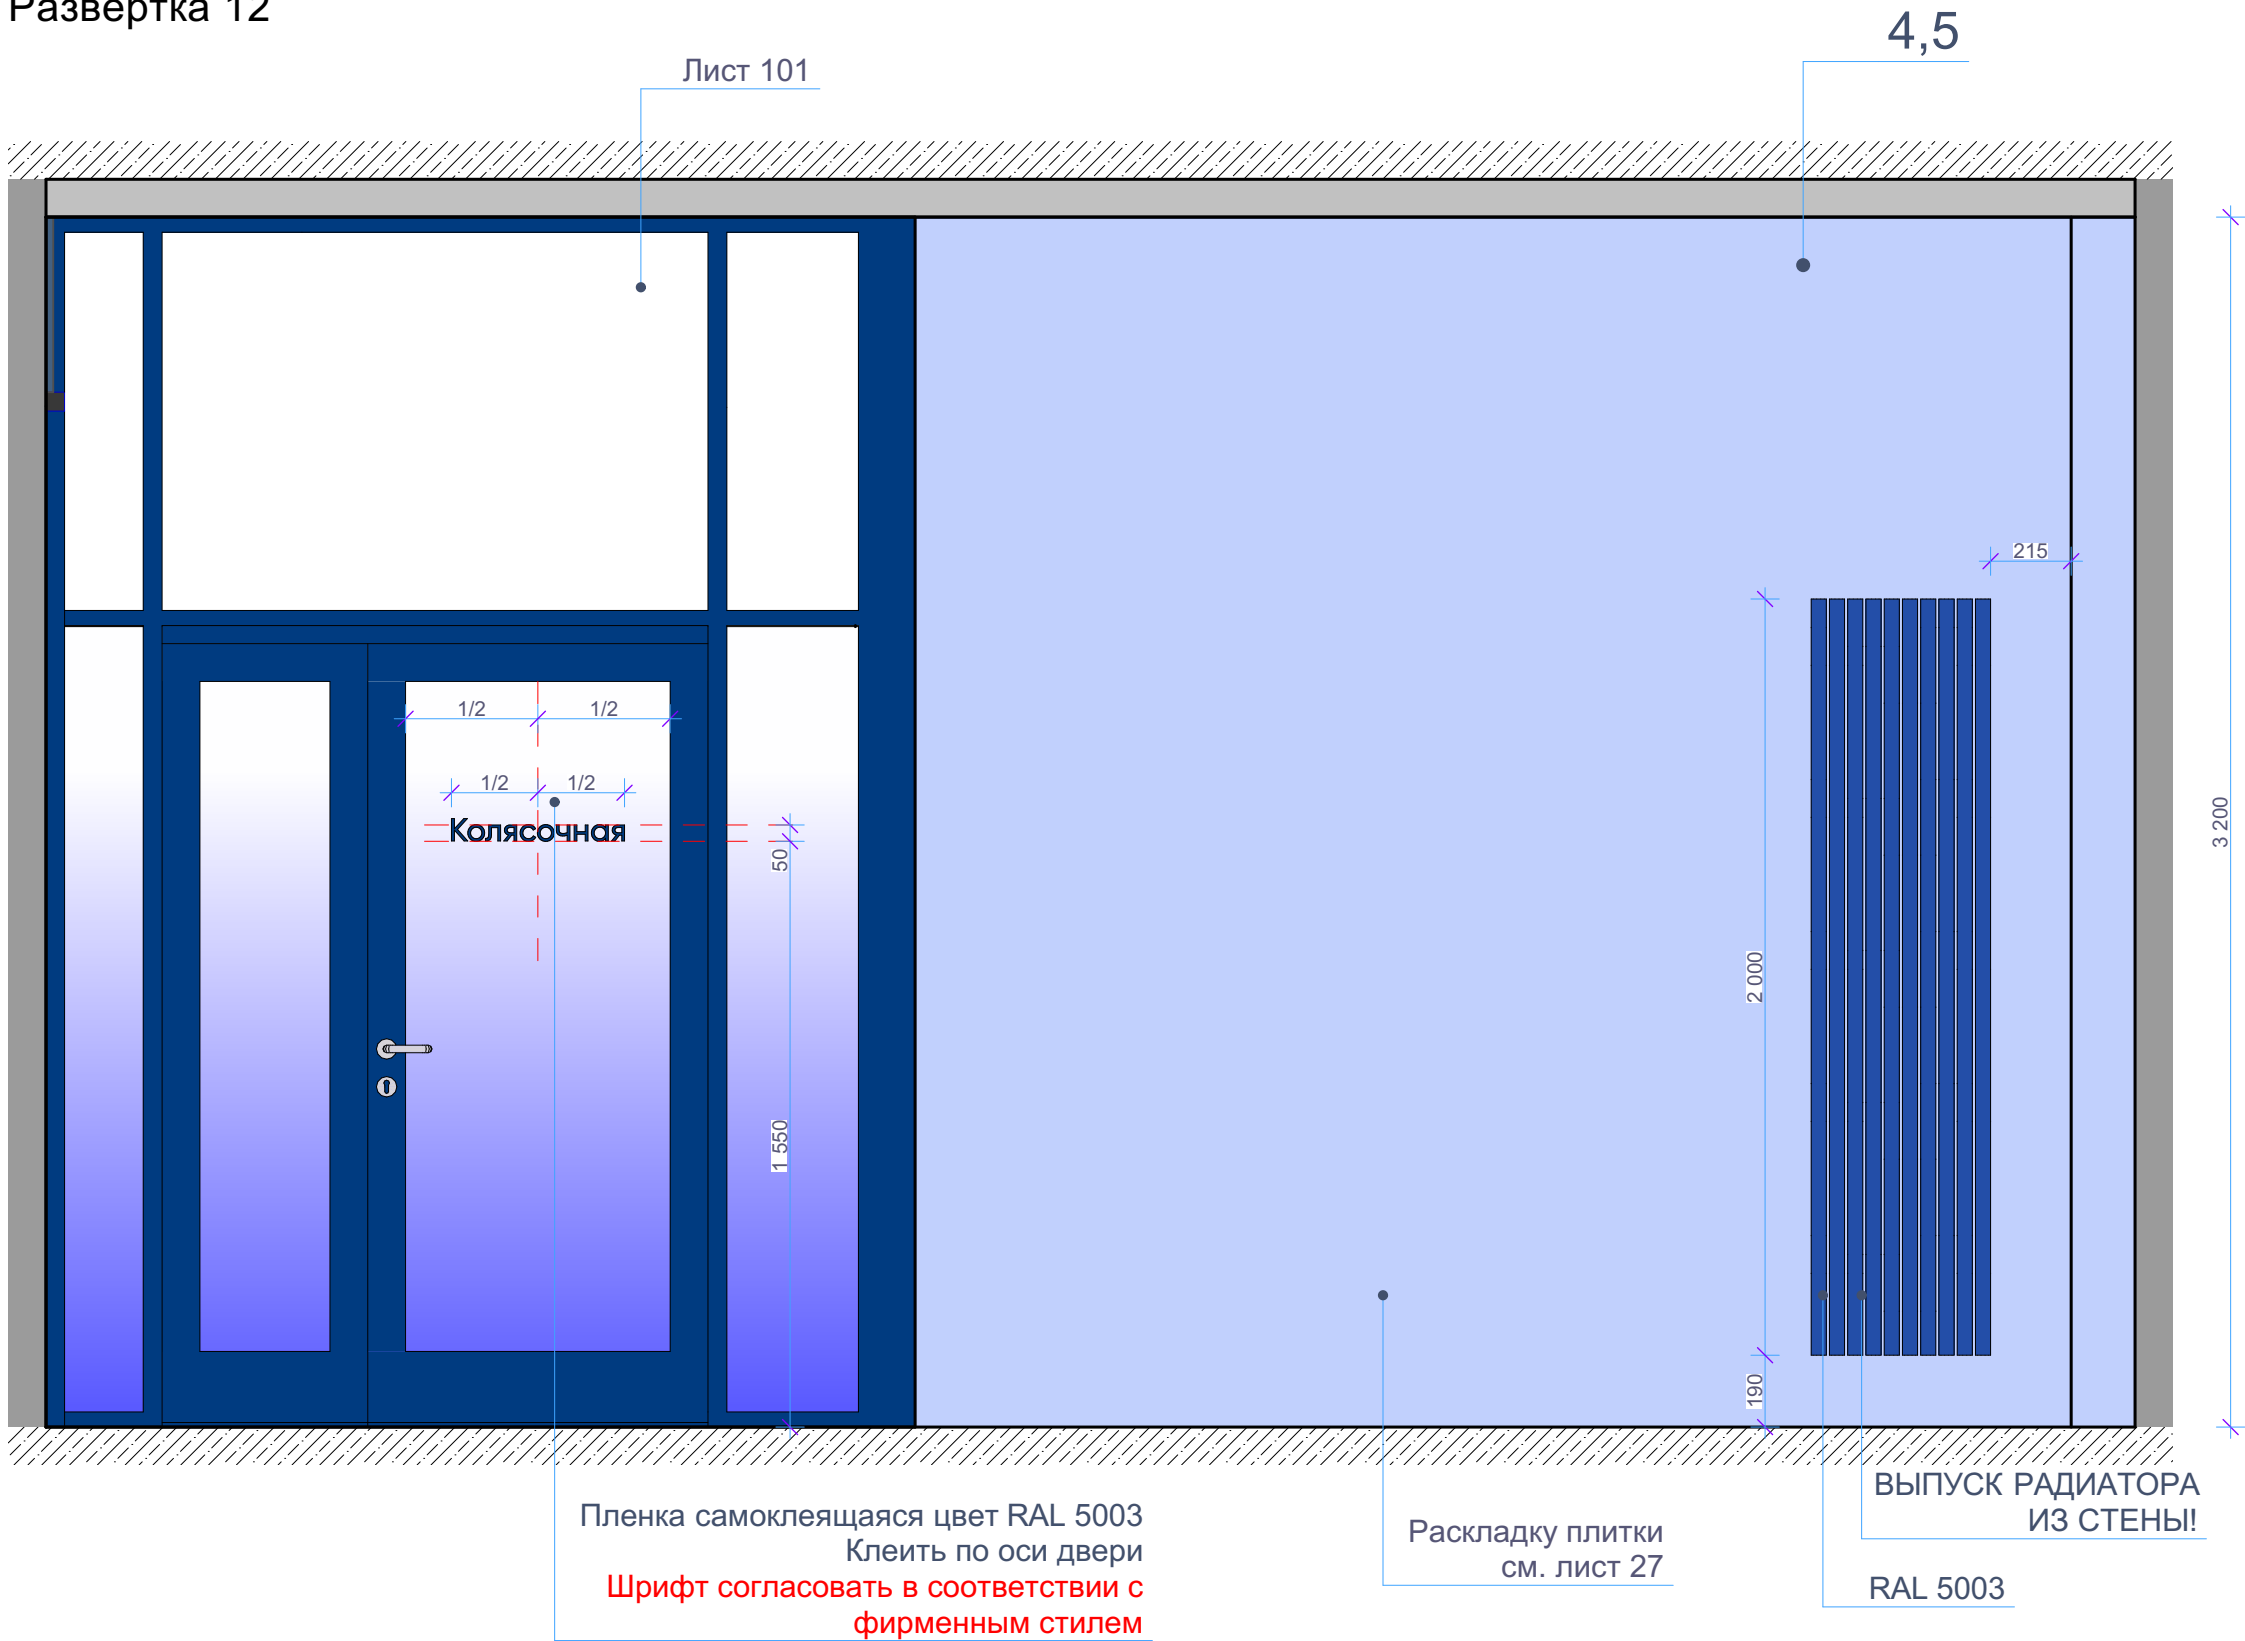 Развертка 12
4,5
Лист 101
215
1/2
1/2
1/2
1/2
Колясочная
50
3 200
2 000
1 550
190
ВЫПУСК РАДИАТОРА
ИЗ СТЕНЫ!
Пленка самоклеящаяся цвет RAL 5003
Клеить по оси двери
Шрифт согласовать в соответствии с
фирменным стилем
Раскладку плитки
см. лист 27
RAL 5003